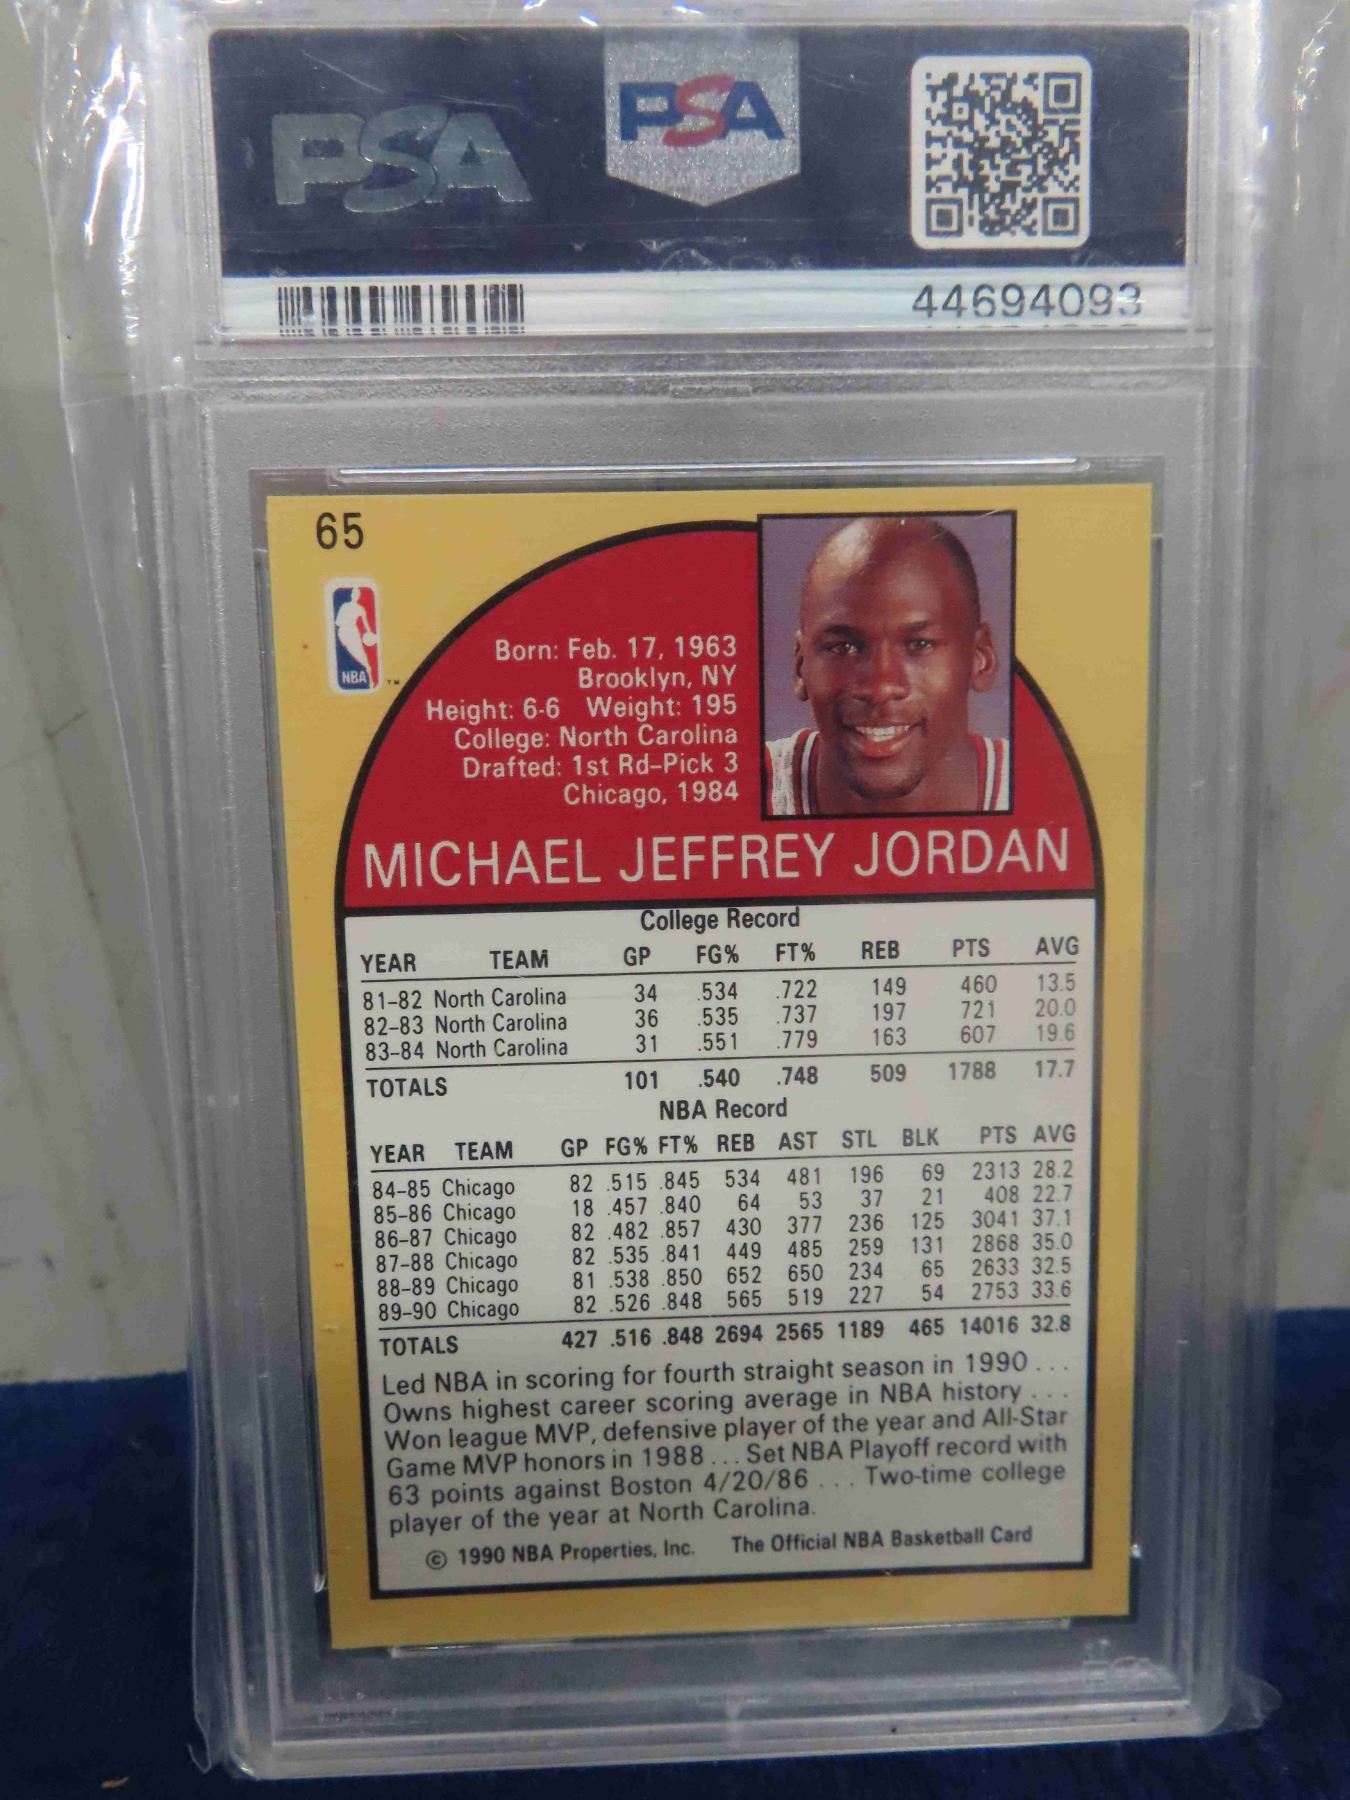 PSA
PSA
44694093
65
NBA ™
Born: Feb. 17, 1963
Brooklyn, NY
Height: 6-6 Weight: 195
College: North Carolina
Drafted: 1st Rd–Pick 3
Chicago, 1984
MICHAEL JEFFREY JORDAN
College Record
YEAR TEAM GP FG% FT% REB PTS AVG
81–82 North Carolina 34 .534 .722 149 460 13.5
82–83 North Carolina 36 .535 .737 197 721 20.0
83–84 North Carolina 31 .551 .779 163 607 19.6
TOTALS 101 .540 .748 509 1788 17.7
NBA Record
YEAR TEAM GP FG% FT% REB AST STL BLK PTS AVG
84–85 Chicago 82 .515 .845 534 481 196 69 2313 28.2
85–86 Chicago 18 .457 .840 64 53 37 21 408 22.7
86–87 Chicago 82 .482 .857 430 377 236 125 3041 37.1
87–88 Chicago 82 .535 .841 449 485 259 131 2868 35.0
88–89 Chicago 81 .538 .850 652 650 234 65 2633 32.5
89–90 Chicago 82 .526 .848 565 519 227 54 2753 33.6
TOTALS 427 .516 .848 2694 2565 1189 465 14016 32.8
Led NBA in scoring for fourth straight season in 1990 . . .
Owns highest career scoring average in NBA history . . .
Won league MVP, defensive player of the year and All-Star
Game MVP honors in 1988 . . . Set NBA Playoff record with
63 points against Boston 4/20/86 . . . Two-time college
player of the year at North Carolina.
© 1990 NBA Properties, Inc. The Official NBA Basketball Card